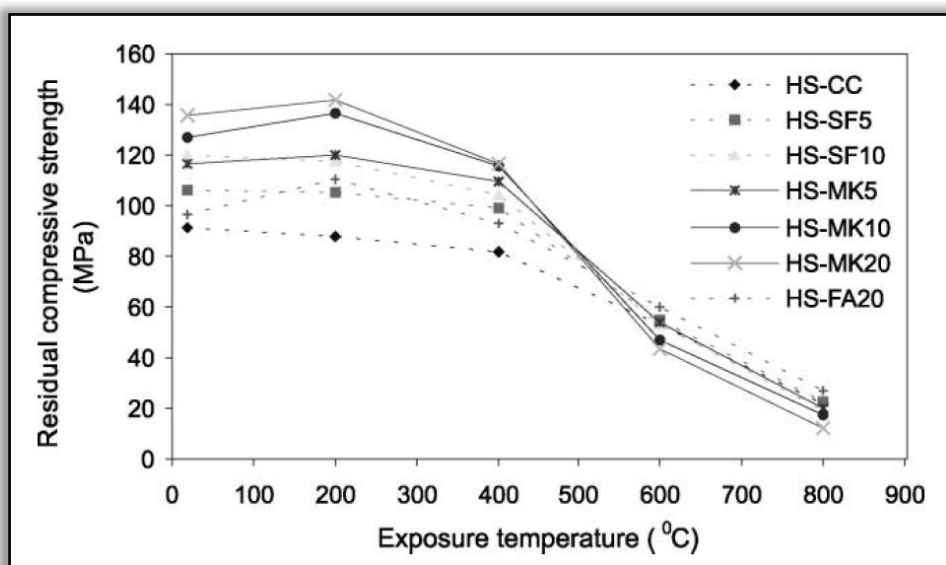 160
140
120
100
80
60
40
20
0
Residual compressive strength
(MPa)
HS-CC
HS-SF5
HS-SF10
HS-MK5
HS-MK10
HS-MK20
HS-FA20
0 100 200 300 400 500 600 700 800 900
Exposure temperature ( ⁰C)